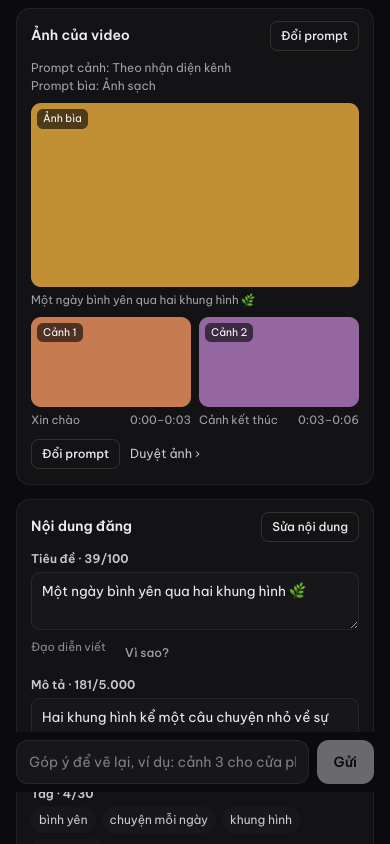 Ảnh của video
Đổi prompt
Prompt cảnh: Theo nhận diện kênh
Prompt bìa: Ảnh sạch
Ảnh bìa
Một ngày bình yên qua hai khung hình 🌿
Cảnh 1
Cảnh 2
Xin chào 0:00–0:03
Cảnh kết thúc 0:03–0:06
Đổi prompt
Duyệt ảnh ›
Nội dung đăng
Sửa nội dung
Tiêu đề · 39/100
Một ngày bình yên qua hai khung hình 🌿
Đạo diễn viết
Vì sao?
Mô tả · 181/5.000
Hai khung hình kể một câu chuyện nhỏ về sự
Góp ý để vẽ lại, ví dụ: cảnh 3 cho cửa
Gửi
Tag · 4/30
bình yên
chuyện mỗi ngày
khung hình